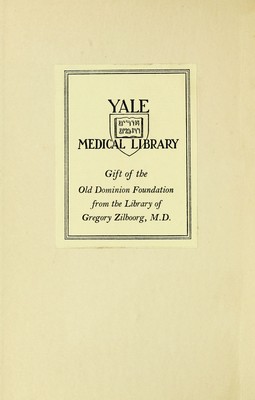 YALE
MEDICAL LIBRARY
Gift of the
Old Dominion Foundation
from the Library of
Gregory Zilboorg, M.D.